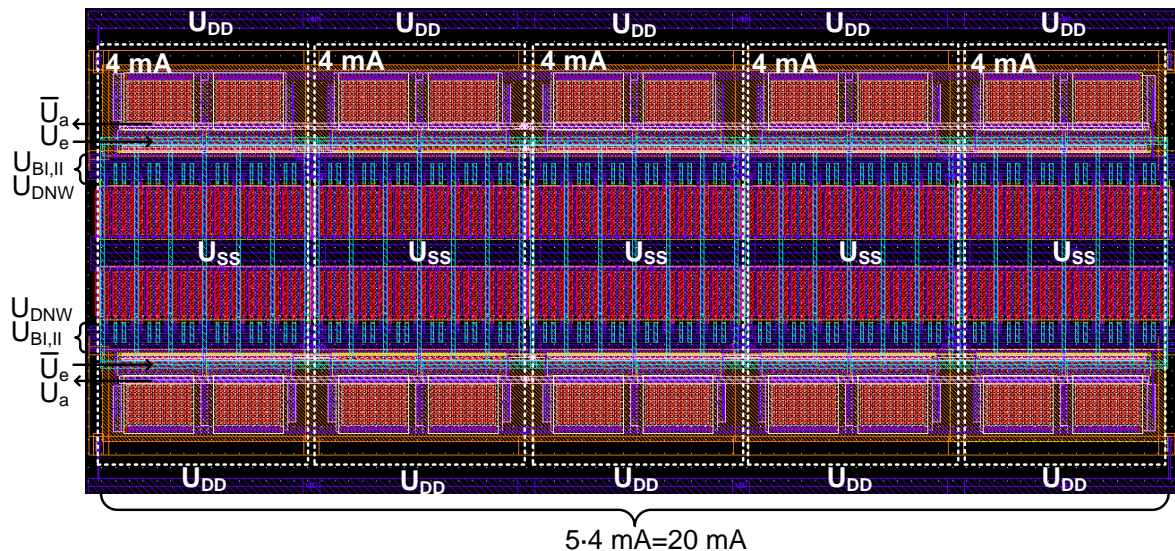 U_DD U_DD U_DD U_DD U_DD
4 mA 4 mA 4 mA 4 mA 4 mA
U̅_a
U_e
U_BI,II
U_DNW
U_SS U_SS U_SS U_SS U_SS
U_DNW
U_BI,II
U̅_e
U_a
U_DD U_DD U_DD U_DD U_DD
5·4 mA=20 mA